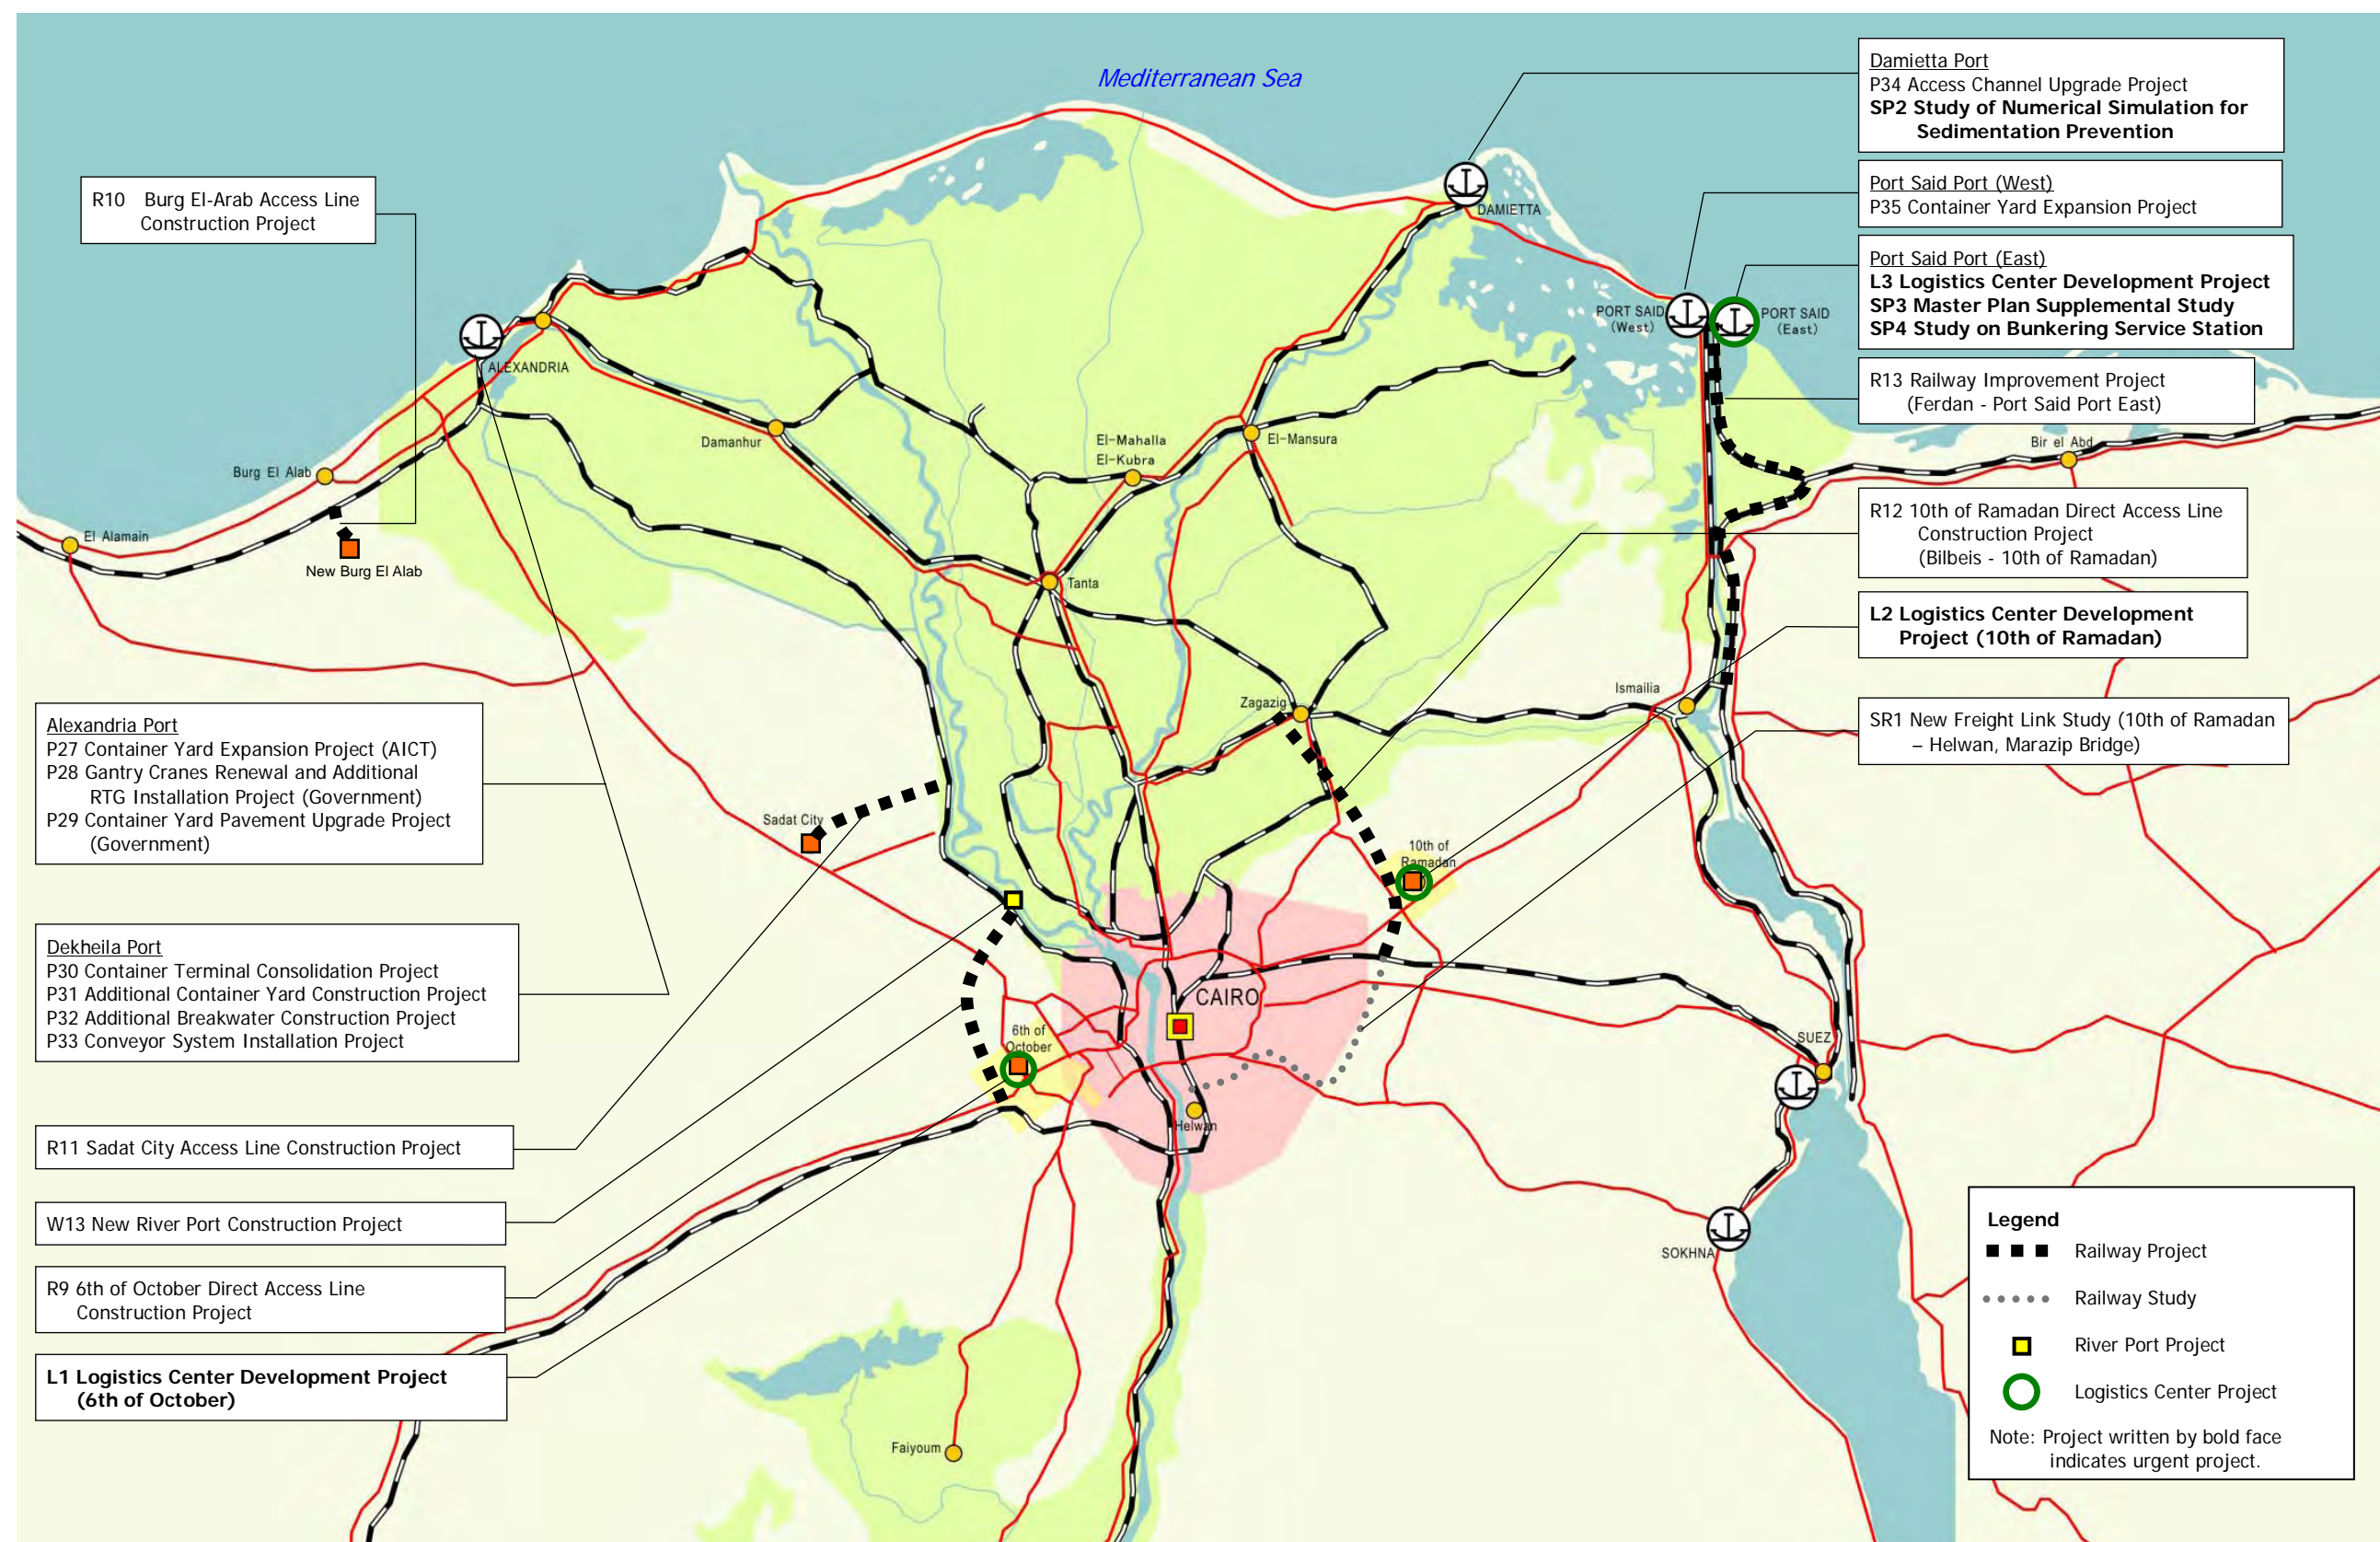 Mediterranean Sea
Damietta Port
P34 Access Channel Upgrade Project
SP2 Study of Numerical Simulation for
Sedimentation Prevention
Port Said Port (West)
P35 Container Yard Expansion Project
Port Said Port (East)
L3 Logistics Center Development Project
SP3 Master Plan Supplemental Study
SP4 Study on Bunkering Service Station
R13 Railway Improvement Project
(Ferdan - Port Said Port East)
R12 10th of Ramadan Direct Access Line
Construction Project
(Bilbeis - 10th of Ramadan)
L2 Logistics Center Development
Project (10th of Ramadan)
SR1 New Freight Link Study (10th of Ramadan
– Helwan, Marazip Bridge)
R10 Burg El-Arab Access Line
Construction Project
Alexandria Port
P27 Container Yard Expansion Project (AICT)
P28 Gantry Cranes Renewal and Additional
RTG Installation Project (Government)
P29 Container Yard Pavement Upgrade Project
(Government)
Dekheila Port
P30 Container Terminal Consolidation Project
P31 Additional Container Yard Construction Project
P32 Additional Breakwater Construction Project
P33 Conveyor System Installation Project
R11 Sadat City Access Line Construction Project
W13 New River Port Construction Project
R9 6th of October Direct Access Line
Construction Project
L1 Logistics Center Development Project
(6th of October)
DAMIETTA
PORT SAID
(West)
PORT SAID
(East)
ALEXANDRIA
Damanhur
El-Mahalla
El-Kubra
El-Mansura
Bir el Abd
Burg El Alab
El Alamain
New Burg El Alab
Tanta
Zagazig
Ismailia
Sadat City
10th of
Ramadan
CAIRO
6th of
October
SUEZ
Helwan
SOKHNA
Faiyoum
Legend
Railway Project
Railway Study
River Port Project
Logistics Center Project
Note: Project written by bold face
indicates urgent project.